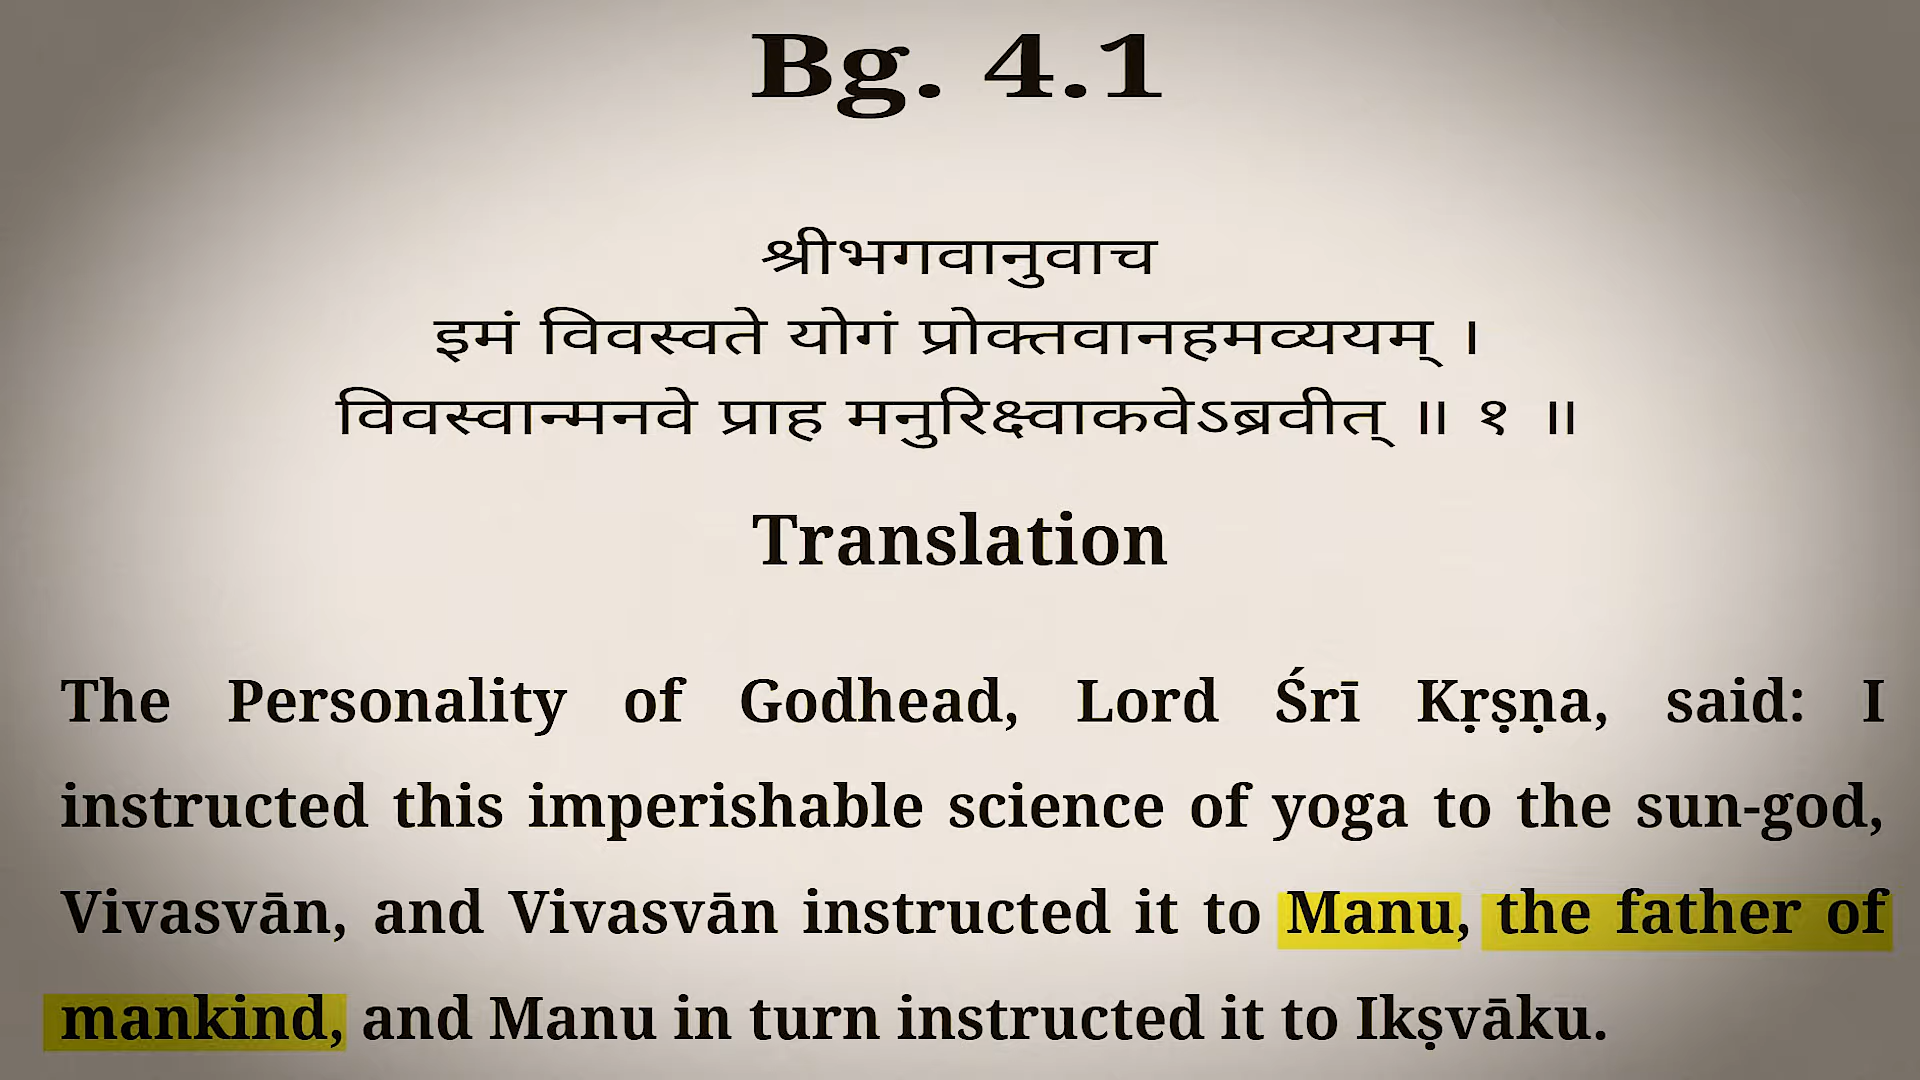 Bg. 4.1
श्रीभगवानुवाच
इमं विवस्वते योगं प्रोक्तवानहमव्ययम् ।
विवस्वान्मनवे प्राह मनुरिक्ष्वाकवेऽब्रवीत् ॥ १ ॥
Translation
The Personality of Godhead, Lord Śrī Kṛṣṇa, said: I
instructed this imperishable science of yoga to the sun-god,
Vivasvān, and Vivasvān instructed it to Manu, the father of
mankind, and Manu in turn instructed it to Ikṣvāku.